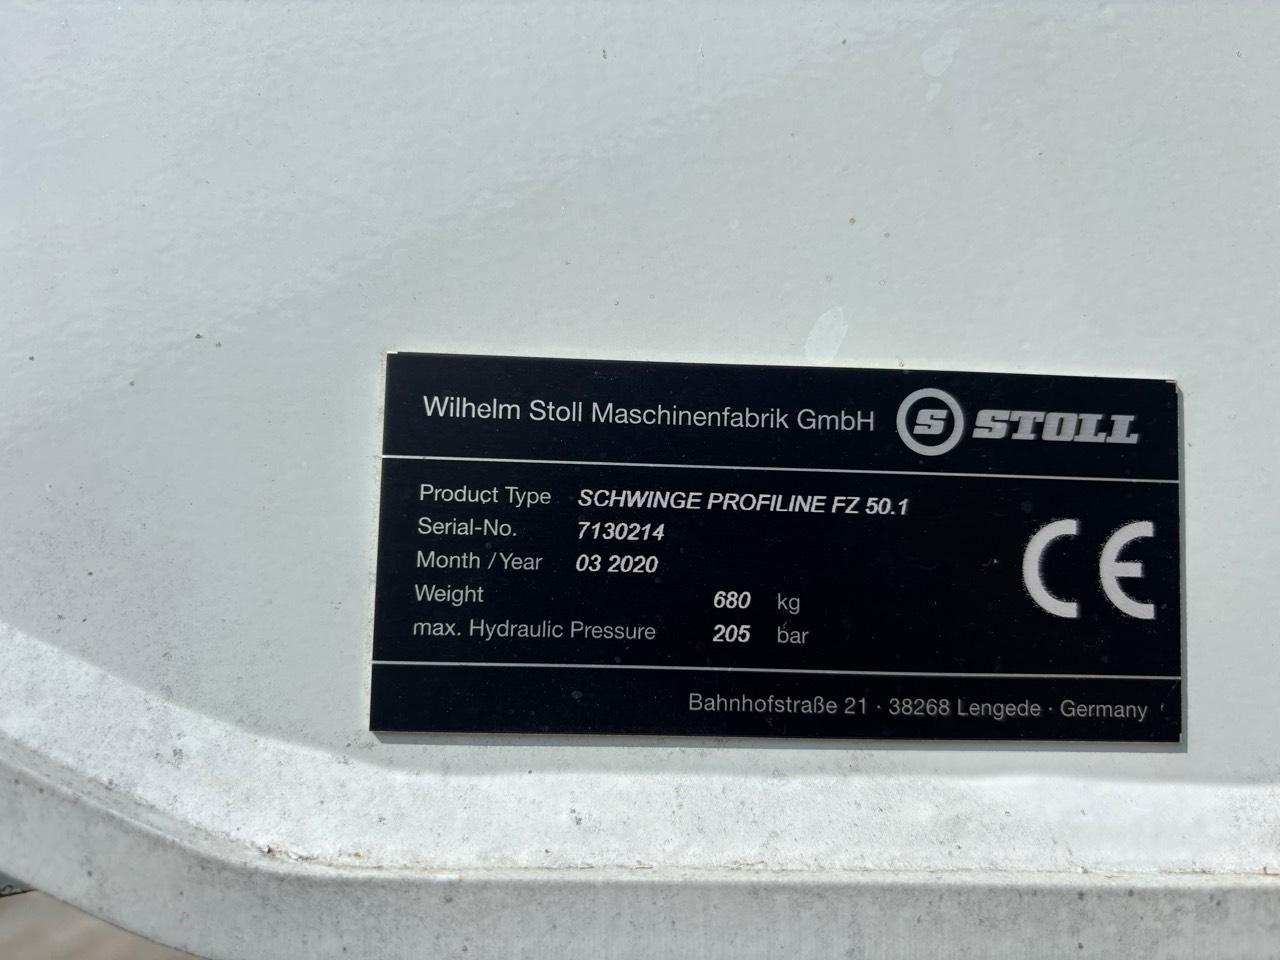 Wilhelm Stoll Maschinenfabrik GmbH S STOLL
Product Type SCHWINGE PROFILINE FZ 50.1
Serial-No. 7130214
Month / Year 03 2020
Weight 680 kg
max. Hydraulic Pressure 205 bar
CE
Bahnhofstraße 21 · 38268 Lengede · Germany